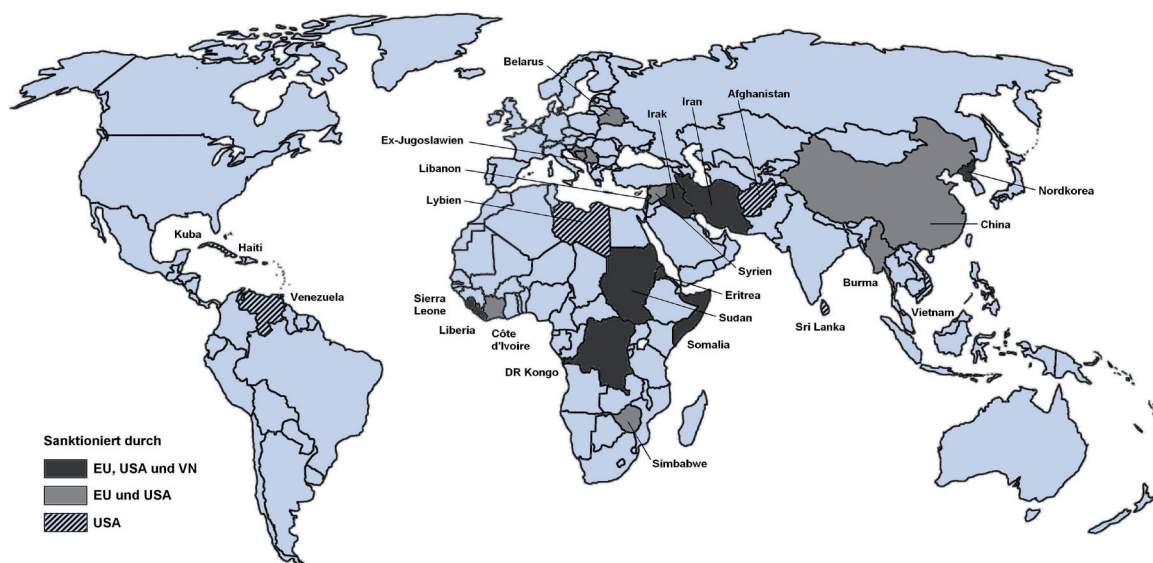 Belarus
Afghanistan
Iran
Irak
Ex-Jugoslawien
Libanon
Lybien
Nordkorea
China
Kuba
Haiti
Venezuela
Syrien
Burma
Eritrea
Sierra
Leone
Liberia
Côte
d'Ivoire
Sudan
Sri Lanka
Vietnam
Somalia
DR Kongo
Simbabwe
Sanktioniert durch
EU, USA und VN
EU und USA
USA